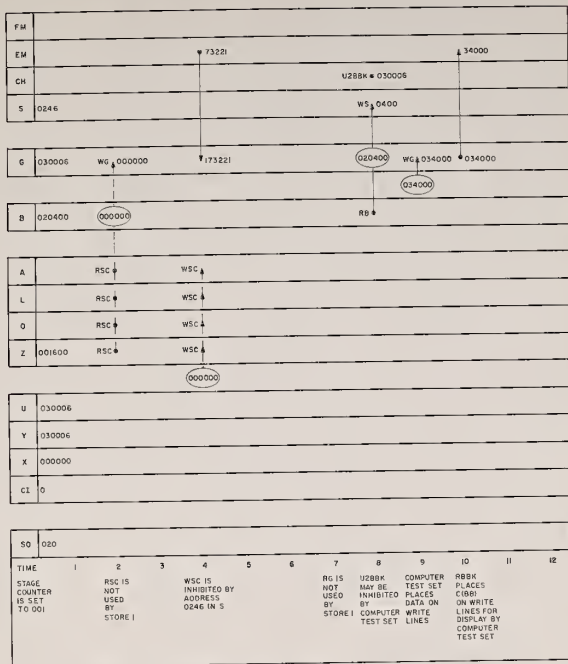 FM
EM 73221 34000
CH U2BBK 030006
S 0246 WS 0400
G 030006 WG 000000 173221 020400 WG 034000 034000
034000
B 020400 000000 RB
A RSC WSC
L RSC WSC
Q RSC WSC
Z 001600 RSC WSC
000000
U 030006
Y 030006
X 000000
CI 0
SQ 020
TIME 1 2 3 4 5 6 7 8 9 10 11 12
STAGE COUNTER IS SET TO 001
RSC IS NOT USED BY STORE 1
WSC IS INHIBITED BY ADDRESS 0246 IN S
RG IS NOT USED BY STORE 1
U2BBK MAY BE INHIBITED BY COMPUTER TEST SET
COMPUTER TEST SET PLACES DATA ON WRITE LINES
RBBK PLACES C(BB) ON WRITE LINES FOR DISPLAY BY COMPUTER TEST SET